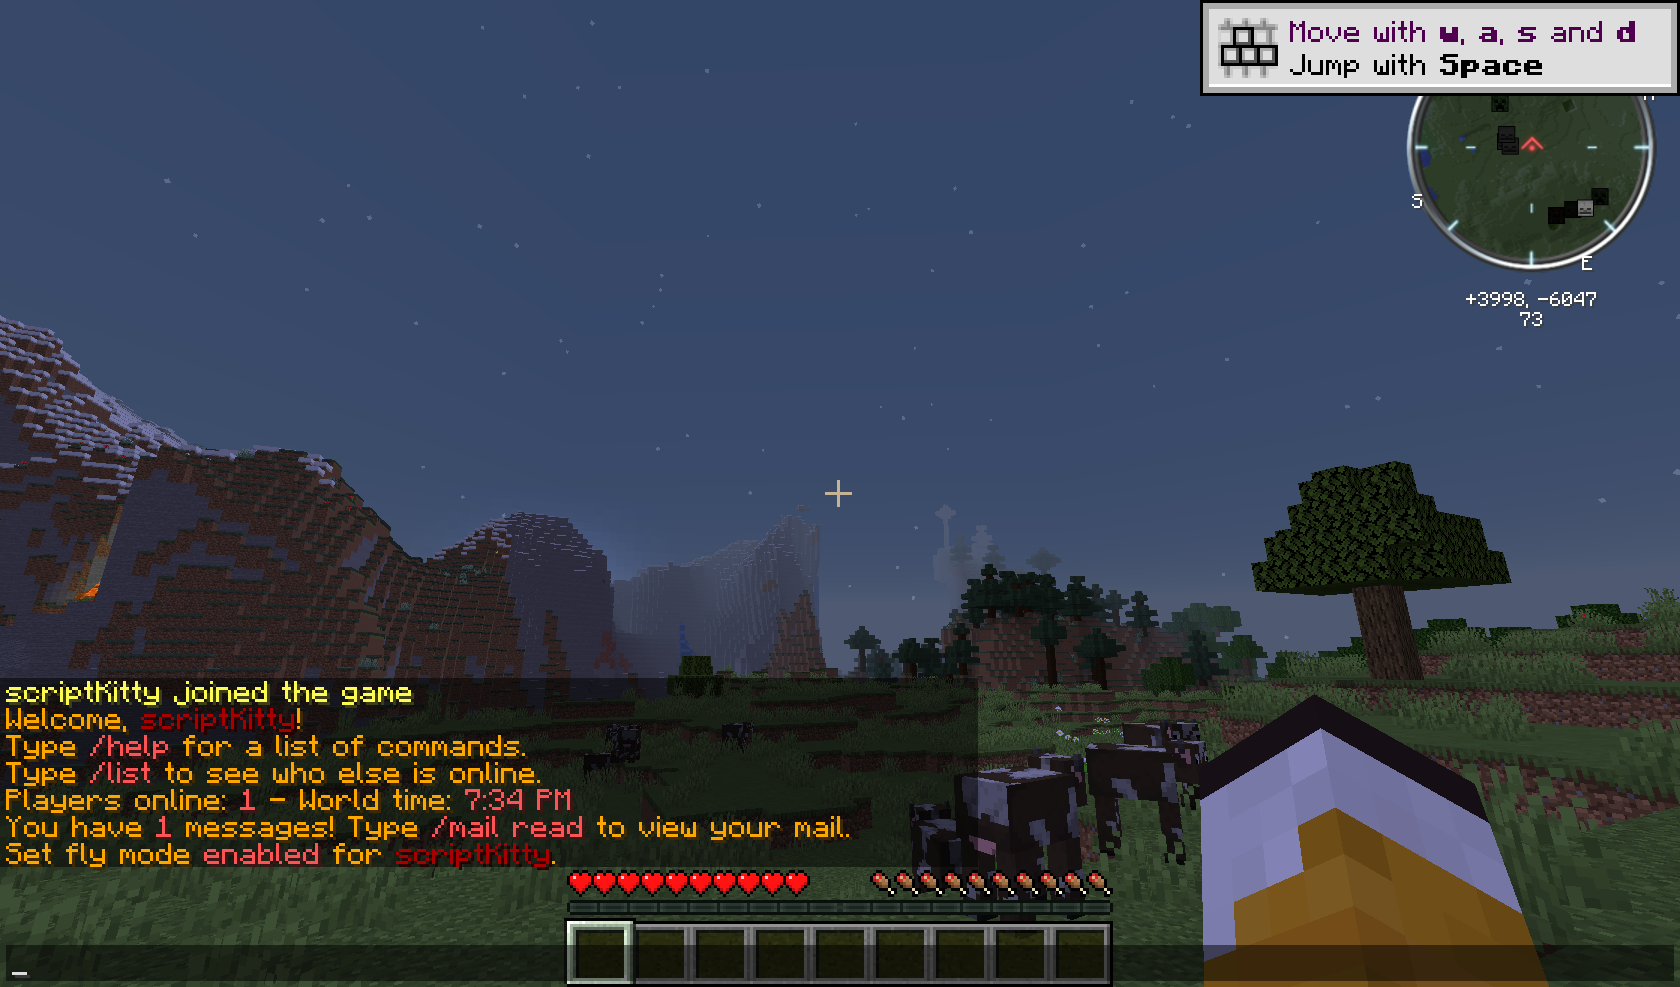 Move with w, a, s and d
Jump with Space
S
E
+3998, -6047
73
scriptKitty joined the game
Welcome, scriptKitty!
Type /help for a list of commands.
Type /list to see who else is online.
Players online: 1 - World time: 7:34 PM
You have 1 messages! Type /mail read to view your mail.
Set fly mode enabled for scriptKitty.
_